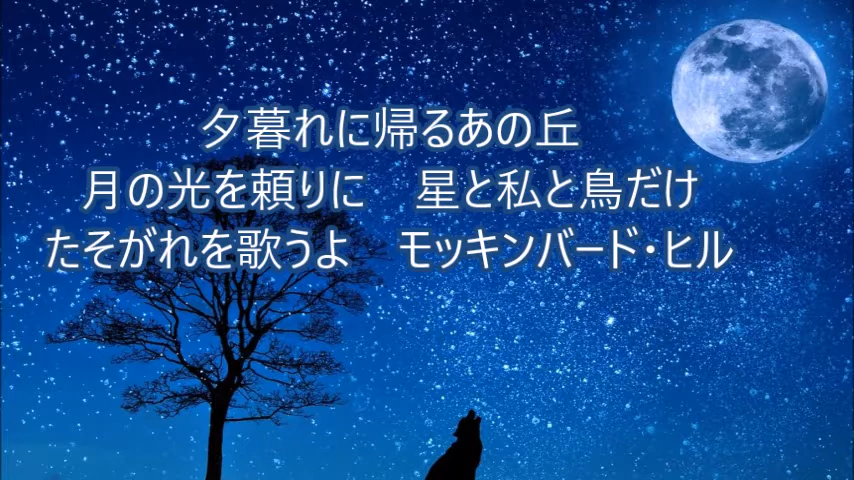 夕暮れに帰るあの丘
月の光を頼りに　星と私と鳥だけ
たそがれを歌うよ　モッキンバード・ヒル